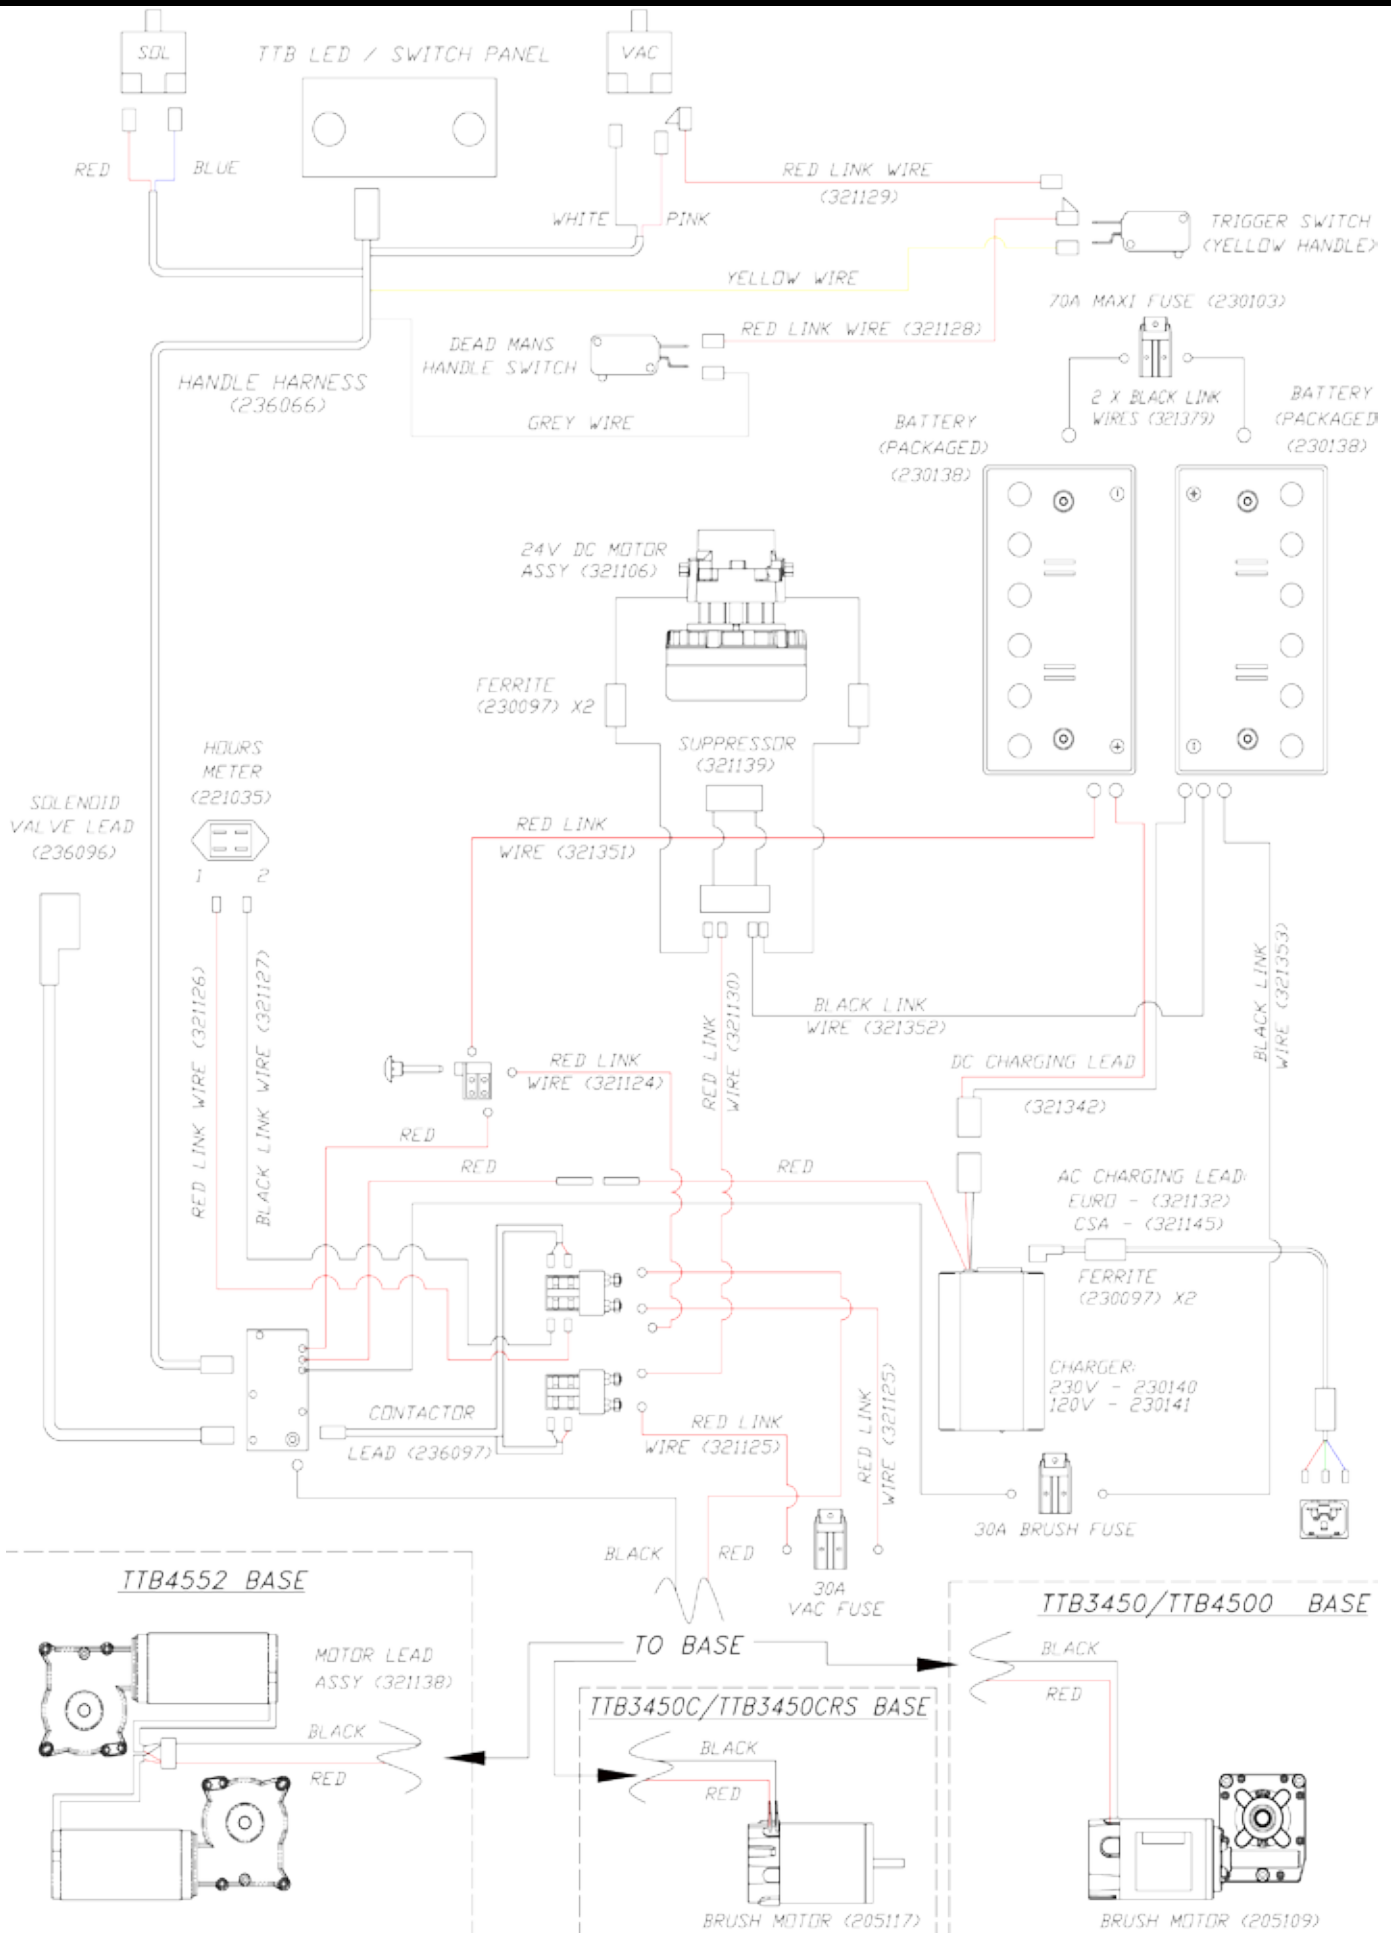 SOL
TTB LED / SWITCH PANEL
VAC
RED
BLUE
RED LINK WIRE
(321129)
WHITE
PINK
TRIGGER SWITCH
(YELLOW HANDLE)
YELLOW WIRE
70A MAXI FUSE (230103)
RED LINK WIRE (321128)
DEAD MANS
HANDLE SWITCH
HANDLE HARNESS
(236066)
GREY WIRE
2 X BLACK LINK
WIRES (321379)
BATTERY
(PACKAGED)
(230138)
BATTERY
(PACKAGED)
(230138)
24V DC MOTOR
ASSY (321106)
FERRITE
(230097) X2
SUPPRESSOR
(321139)
HOURS
METER
(221035)
1
2
SOLENOID
VALVE LEAD
(236096)
RED LINK
WIRE (321351)
RED LINK WIRE (321126)
BLACK LINK WIRE (321127)
RED LINK
WIRE (321130)
BLACK LINK
WIRE (321352)
BLACK LINK
WIRE (321353)
RED LINK
WIRE (321124)
DC CHARGING LEAD
(321342)
RED
RED
RED
AC CHARGING LEAD:
EURO - (321132)
CSA - (321145)
FERRITE
(230097) X2
CHARGER:
230V - 230140
120V - 230141
CONTACTOR
LEAD (236097)
RED LINK
WIRE (321125)
RED LINK
WIRE (321125)
30A BRUSH FUSE
BLACK
RED
30A
VAC FUSE
TTB4552 BASE
TTB3450/TTB4500 BASE
TO BASE
MOTOR LEAD
ASSY (321138)
BLACK
RED
TTB3450C/TTB3450CRS BASE
BLACK
RED
BLACK
RED
BRUSH MOTOR (205117)
BRUSH MOTOR (205109)